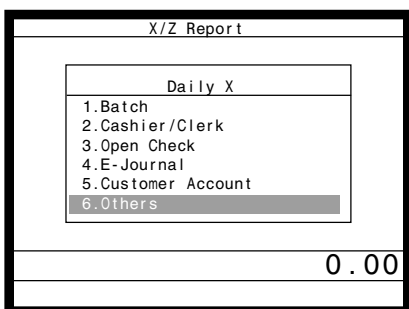 X/Z Report
Daily X
1.Batch
2.Cashier/Clerk
3.Open Check
4.E-Journal
5.Customer Account
6.Others
0.00